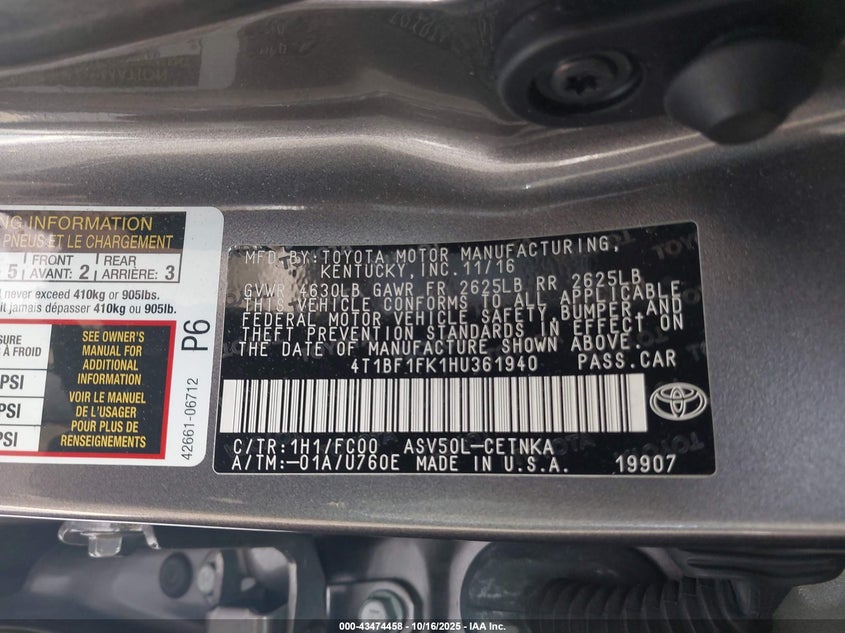 NG INFORMATION
PNEUS ET LE CHARGEMENT
5 FRONT AVANT: 2 REAR ARRIÈRE: 3
never exceed 410kg or 905lbs.
it jamais dépasser 410kg ou 905lb.
SURE
À FROID
PSI
PSI
SEE OWNER'S
MANUAL FOR
ADDITIONAL
INFORMATION
VOIR LE MANUEL
DE L'USAGER
POUR PLUS DE
RENSEIGNEMENTS
P6
42661-06712
MFD.BY:TOYOTA MOTOR MANUFACTURING,
KENTUCKY,INC.11/16
GVWR 4630LB GAWR FR 2625LB RR 2625LB
THIS VEHICLE CONFORMS TO ALL APPLICABLE
FEDERAL MOTOR VEHICLE SAFETY,BUMPER,AND
THEFT PREVENTION STANDARDS IN EFFECT ON
THE DATE OF MANUFACTURE SHOWN ABOVE.
4T1BF1FK1HU361940 PASS.CAR
C/TR:1H1/FC00 ASV50L-CETNKA
A/TM:-01A/U760E MADE IN U.S.A. 19907
000-43474458 - 10/16/2025 - IAA Inc.